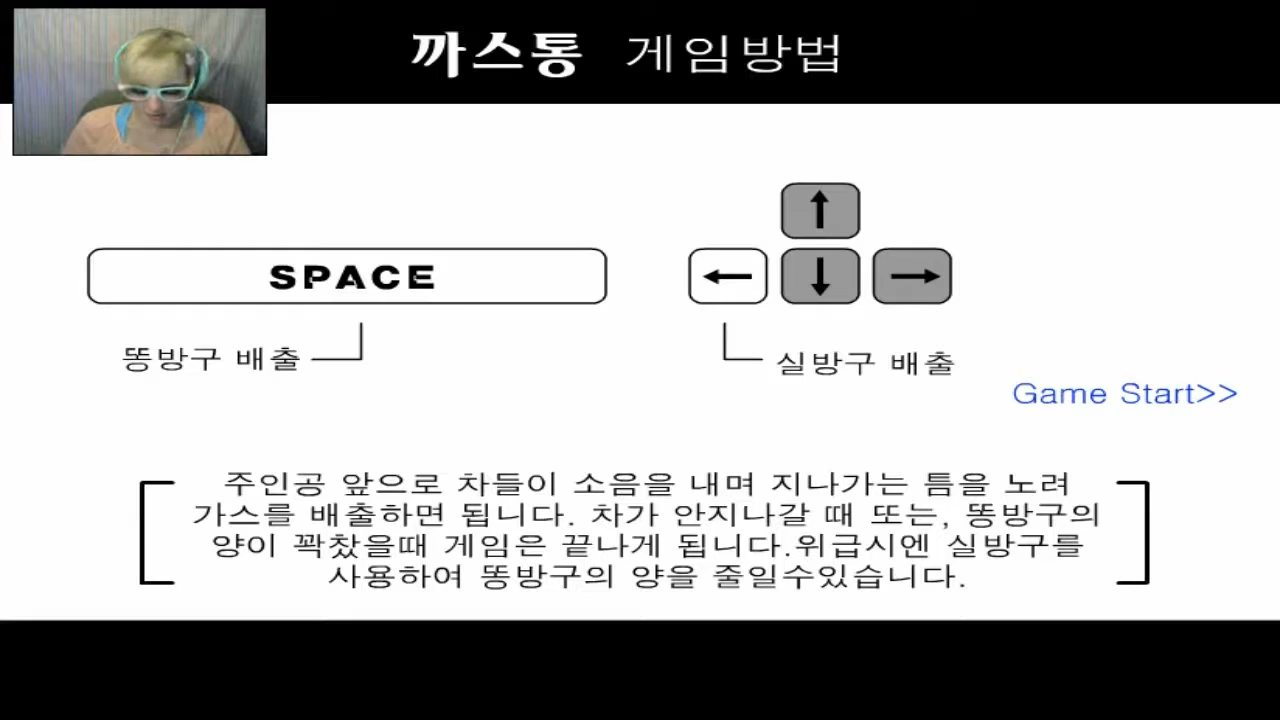 까스통 게임방법
SPACE
똥방구 배출
실방구 배출
Game Start>>
주인공 앞으로 차들이 소음을 내며 지나가는 틈을 노려
가스를 배출하면 됩니다. 차가 안지나갈 때 또는, 똥방구의
양이 꽉찼을때 게임은 끝나게 됩니다.위급시엔 실방구를
사용하여 똥방구의 양을 줄일수있습니다.